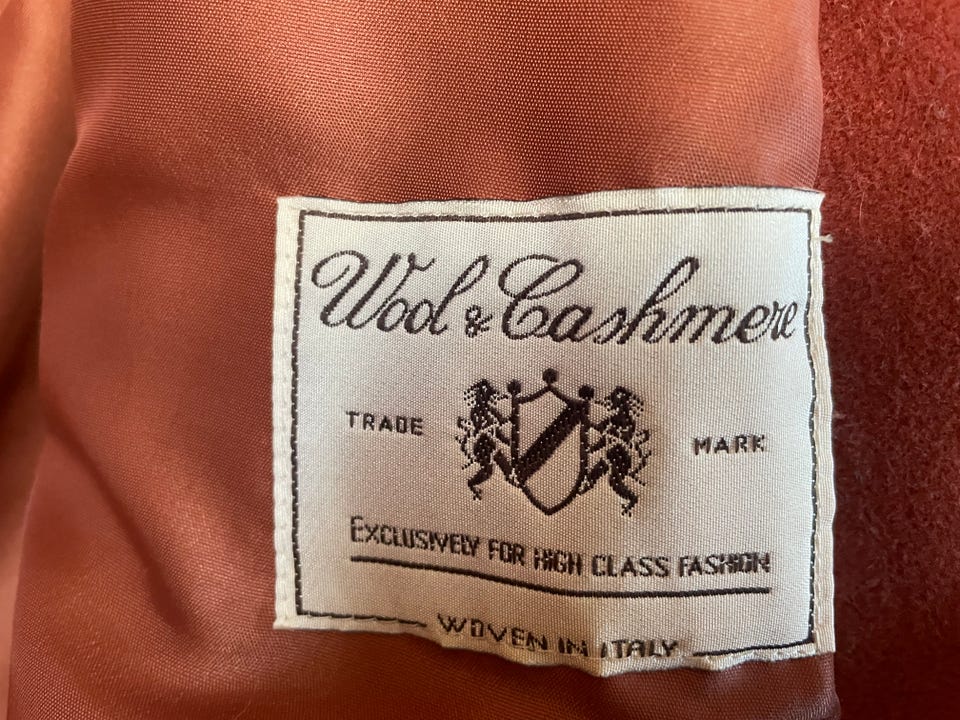 Wool & Cashmere
TRADE MARK
EXCLUSIVELY FOR HIGH CLASS FASHION
WOVEN IN ITALY